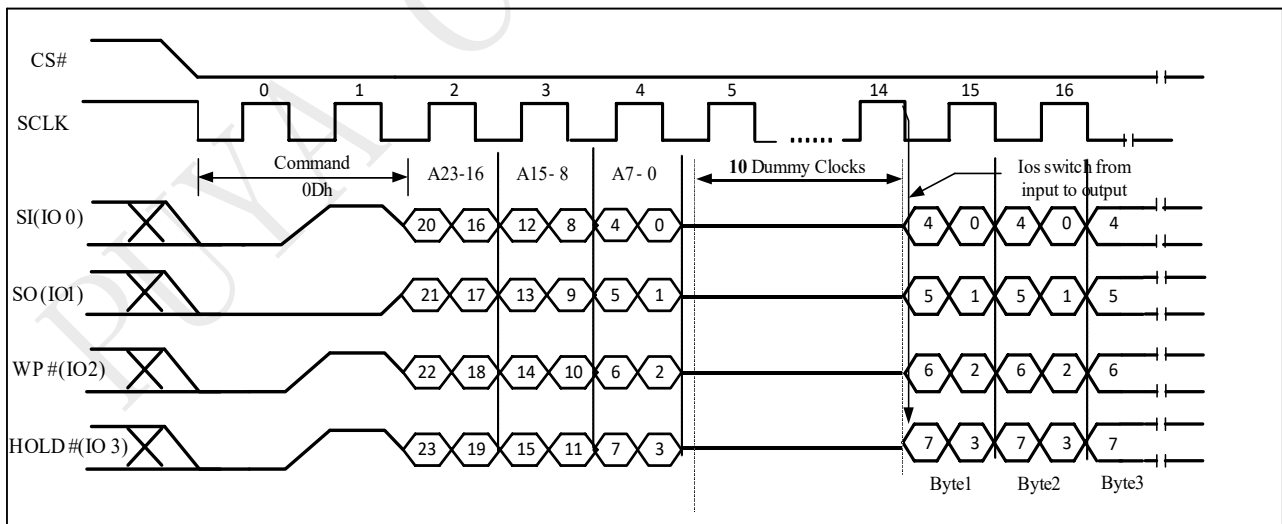 CS#
0 1 2 3 4 5 14 15 16
SCLK
......
Command
0Dh
A23-16 A15-8 A7-0
10 Dummy Clocks
Ios switch from
input to output
SI(IO 0) 20 16 12 8 4 0 4 0 4 0 4
SO(IO1) 21 17 13 9 5 1 5 1 5 1 5
WP #(IO2) 22 18 14 10 6 2 6 2 6 2 6
HOLD #(IO 3) 23 19 15 11 7 3 7 3 7 3 7
Byte1 Byte2 Byte3
PUYA